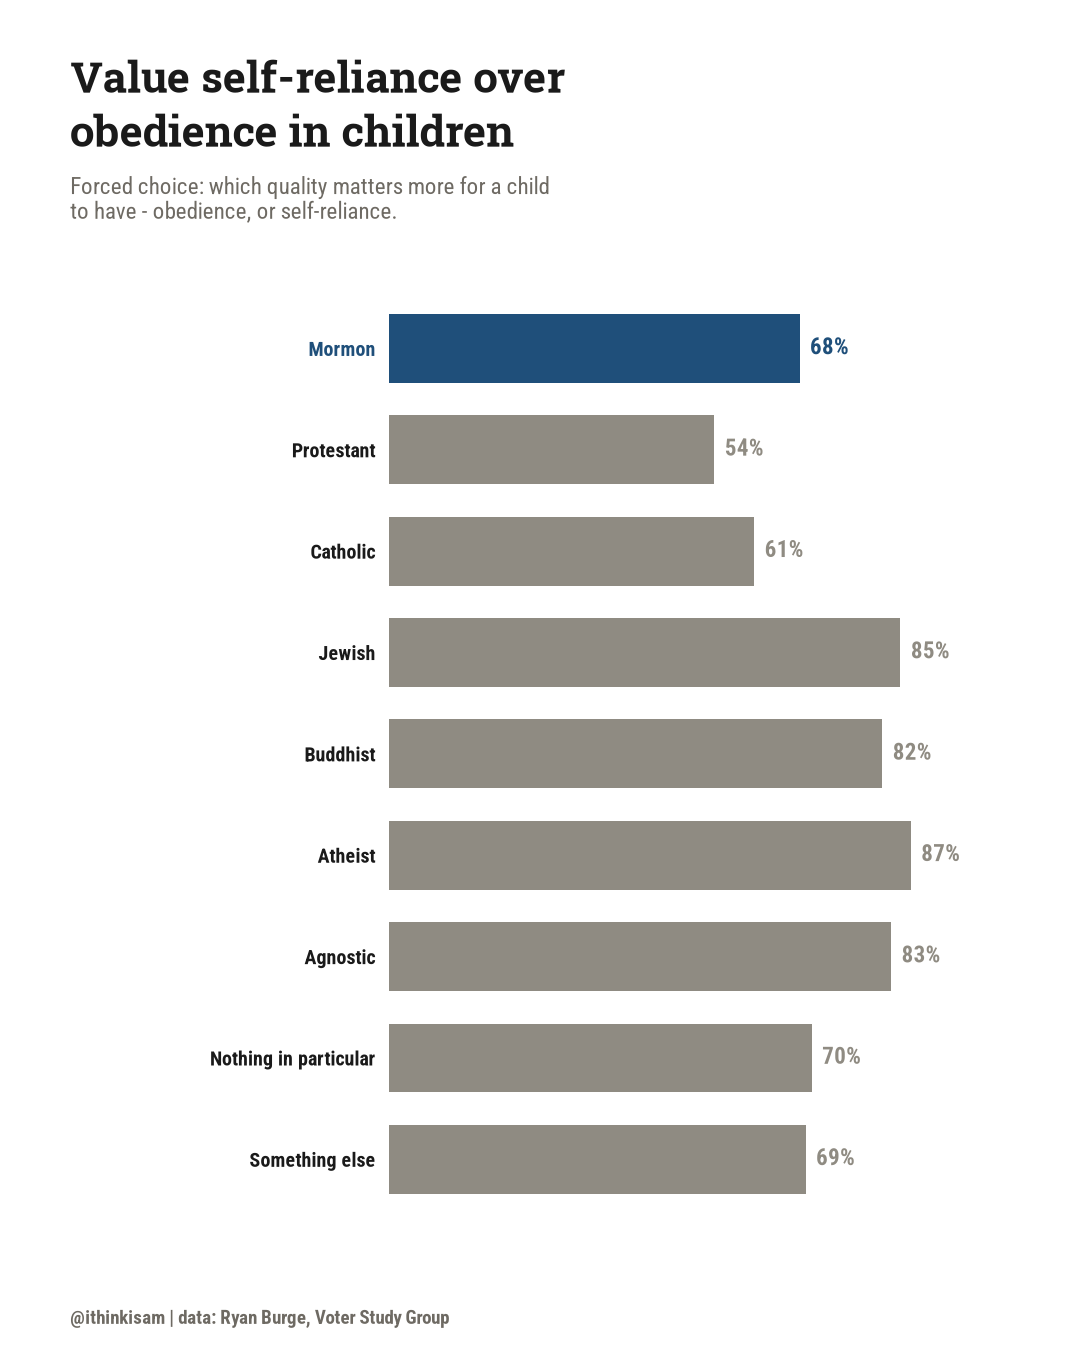 Value self-reliance over
obedience in children
Forced choice: which quality matters more for a child
to have - obedience, or self-reliance.
Mormon 68%
Protestant 54%
Catholic 61%
Jewish 85%
Buddhist 82%
Atheist 87%
Agnostic 83%
Nothing in particular 70%
Something else 69%
@ithinkisam | data: Ryan Burge, Voter Study Group